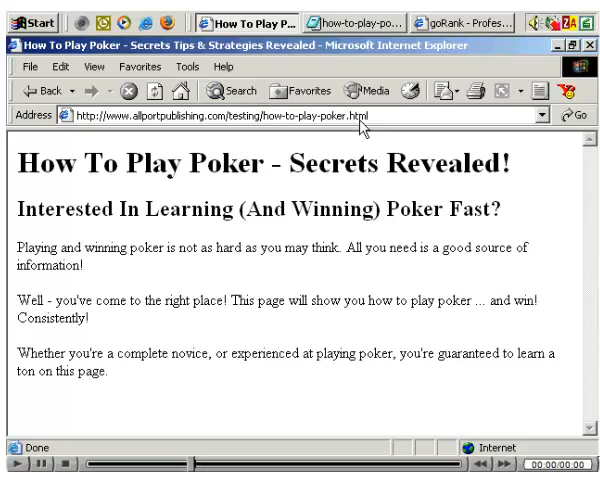 Start
How To Play P...
how-to-play-po...
goRank - Profes...
How To Play Poker - Secrets Tips & Strategies Revealed - Microsoft Internet Explorer
File Edit View Favorites Tools Help
Back Search Favorites Media
Address http://www.allportpublishing.com/testing/how-to-play-poker.html Go
How To Play Poker - Secrets Revealed!
Interested In Learning (And Winning) Poker Fast?
Playing and winning poker is not as hard as you may think. All you need is a good source of
information!
Well - you've come to the right place! This page will show you how to play poker ... and win!
Consistently!
Whether you're a complete novice, or experienced at playing poker, you're guaranteed to learn a
ton on this page.
Done Internet
00:00/00:00